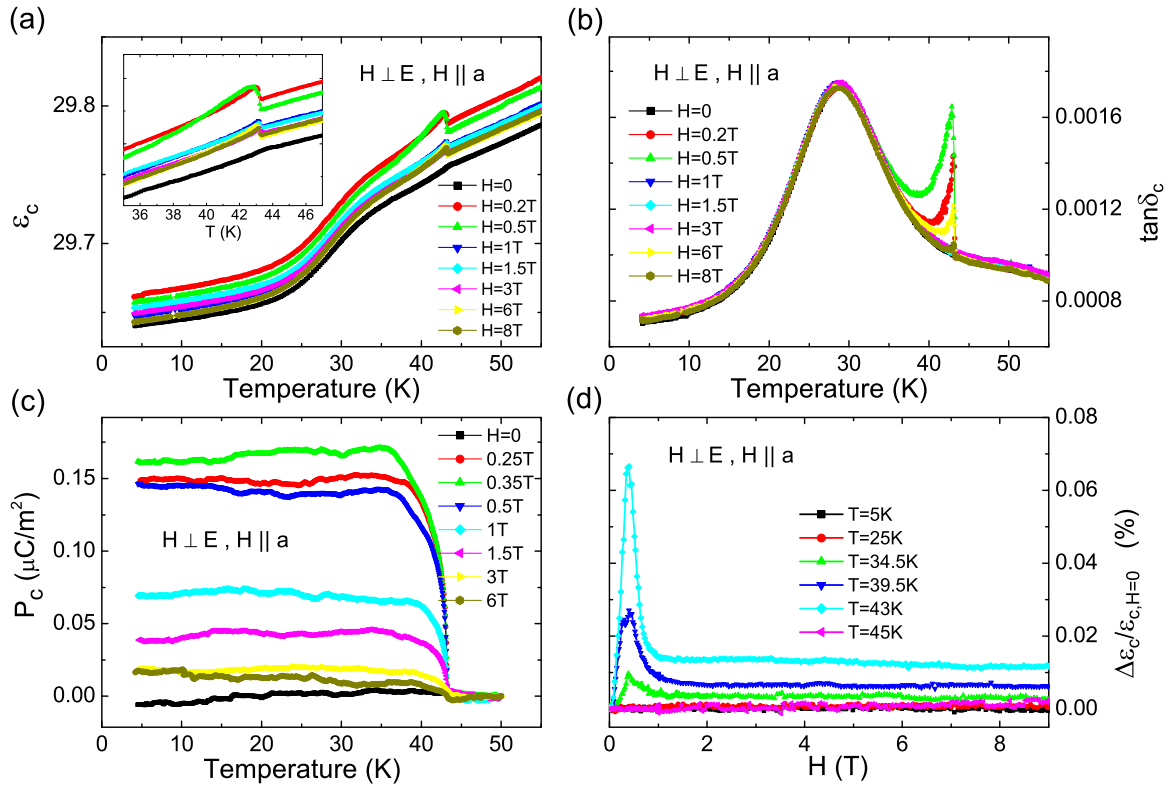 (a)
H ⊥ E , H || a
29.8
29.7
ε_c
36 38 40 42 44 46
T (K)
H=0
H=0.2T
H=0.5T
H=1T
H=1.5T
H=3T
H=6T
H=8T
0 10 20 30 40 50
Temperature (K)
(b)
H ⊥ E , H || a
H=0
H=0.2T
H=0.5T
H=1T
H=1.5T
H=3T
H=6T
H=8T
0.0016
0.0012
0.0008
tanδ_c
0 10 20 30 40 50
Temperature (K)
(c)
0.15
0.10
0.05
0.00
P_c (μC/m²)
H ⊥ E , H || a
H=0
0.25T
0.35T
0.5T
1T
1.5T
3T
6T
0 10 20 30 40 50
Temperature (K)
(d)
H ⊥ E , H || a
T=5K
T=25K
T=34.5K
T=39.5K
T=43K
T=45K
0.08
0.06
0.04
0.02
0.00
Δε_c/ε_c,H=0 (%)
0 2 4 6 8
H (T)